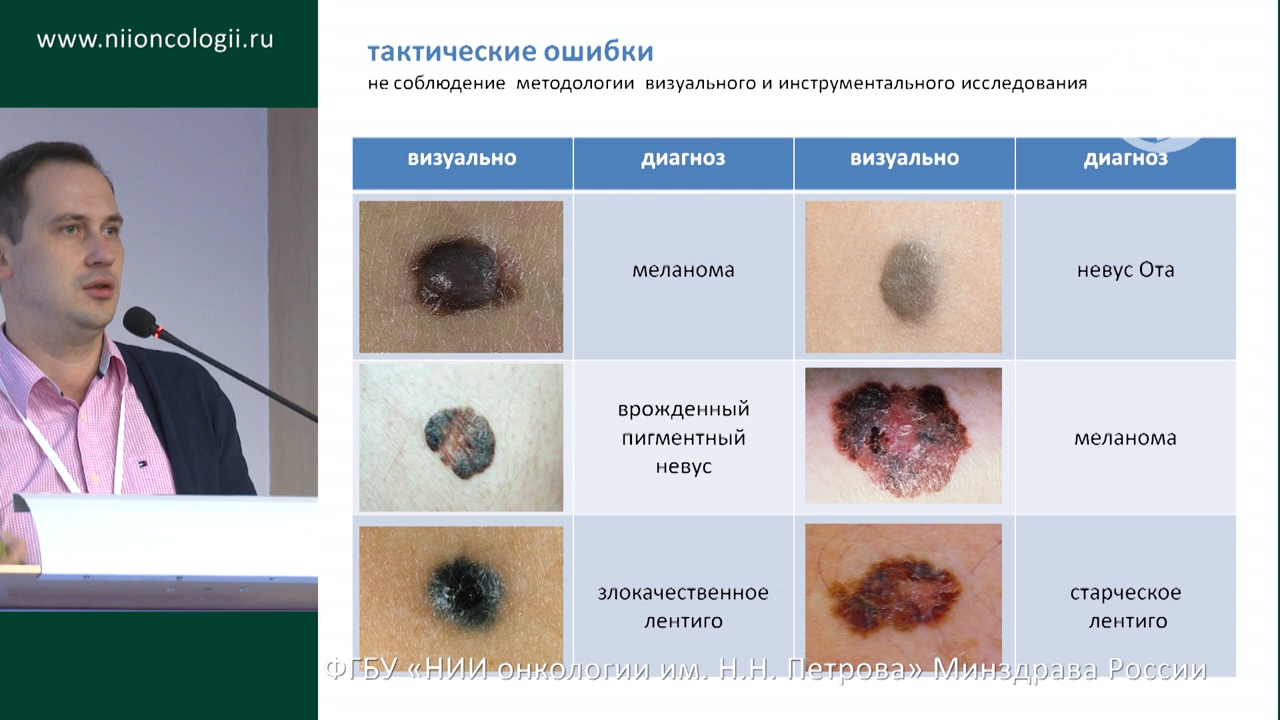 www.niioncologii.ru
тактические ошибки
не соблюдение методологии визуального и инструментального исследования
визуально диагноз визуально диагноз
меланома
невус Ота
врожденный
пигментный
невус
меланома
злокачественное
лентиго
старческое
лентиго
ФГБУ «НИИ онкологии им. Н.Н. Петрова» Минздрава России